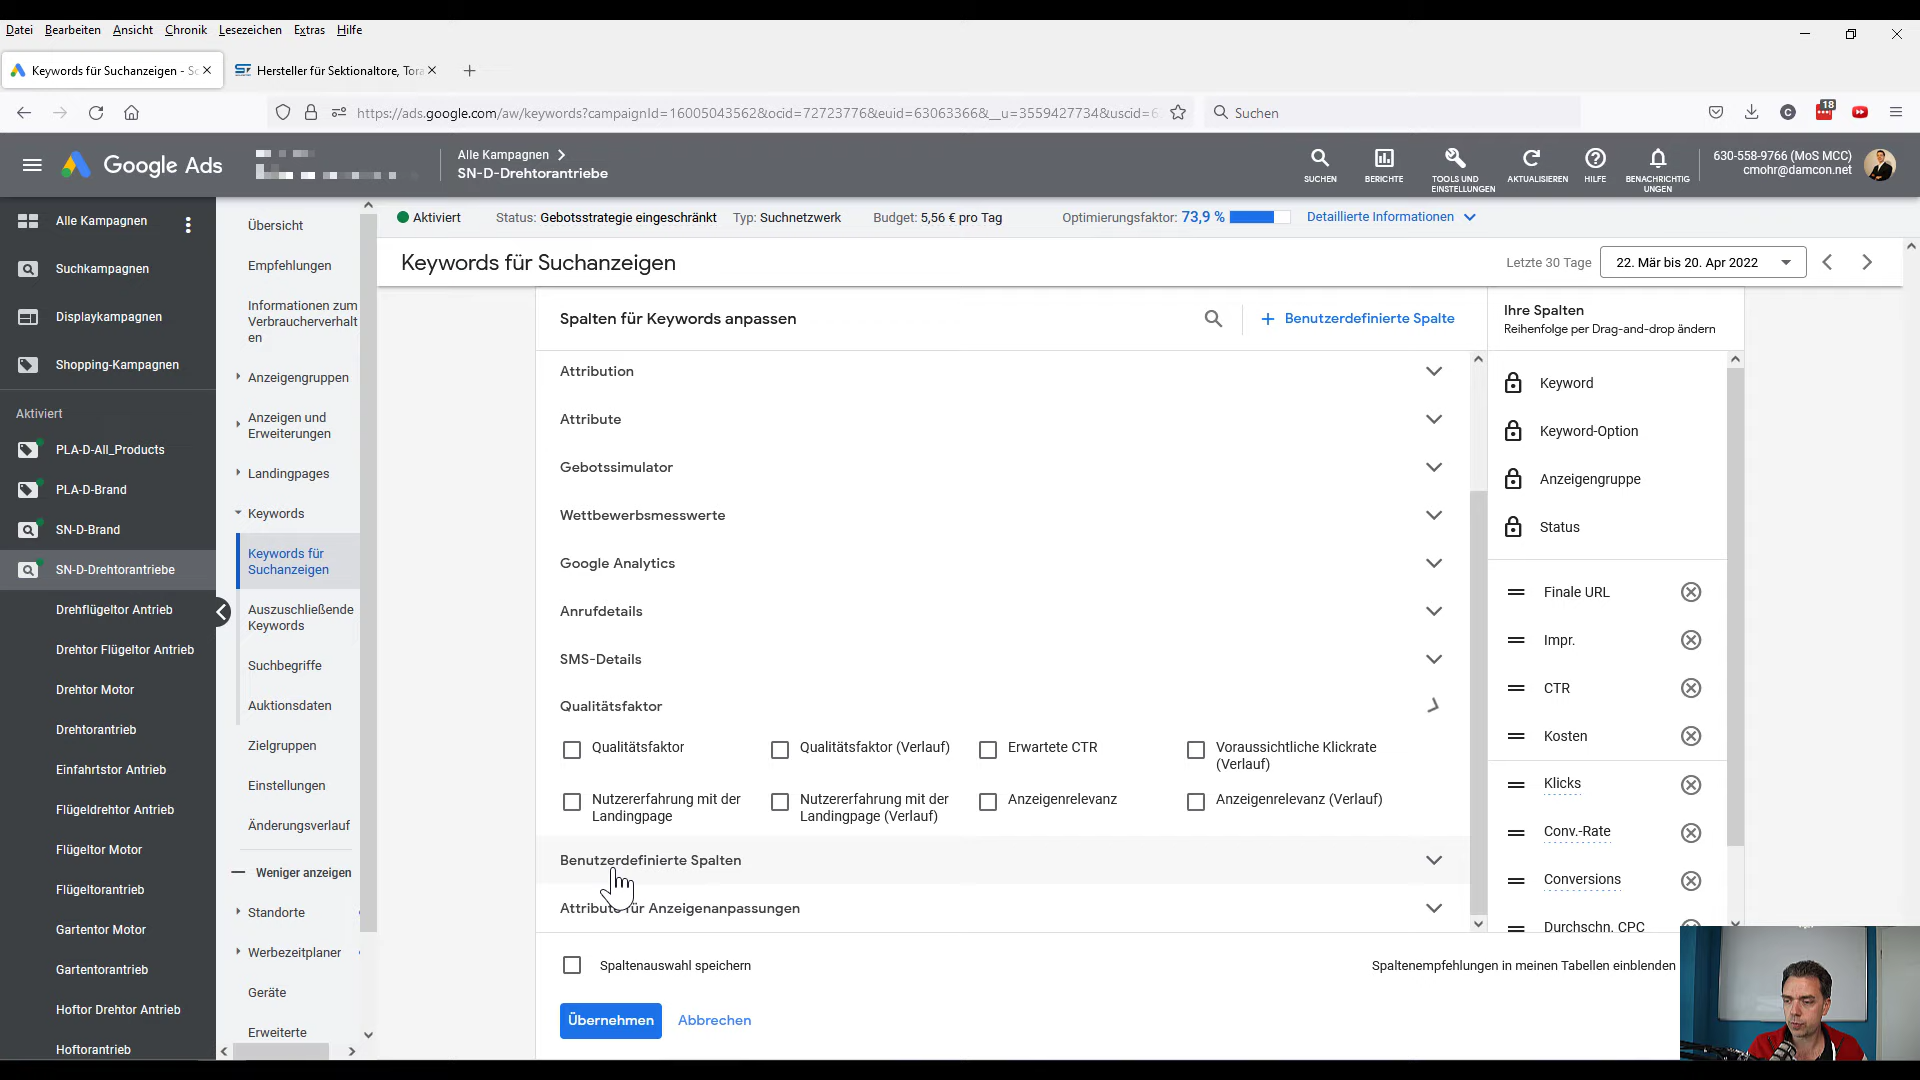 Datei Bearbeiten Ansicht Chronik Lesezeichen Extras Hilfe
Keywords für Suchanzeigen - Sc
Hersteller für Sektionaltore, Tora
https://ads.google.com/aw/keywords?campaignId=16005043562&ocid=72723776&euid=63063366&__u=3559427734&uscid=6
Suchen
18
Google Ads
Alle Kampagnen
SN-D-Drehtorantriebe
SUCHEN
BERICHTE
TOOLS UND
EINSTELLUNGEN
AKTUALISIEREN
HILFE
BENACHRICHTIG
UNGEN
630-558-9766 (MoS MCC)
cmohr@damcon.net
Aktiviert
Status: Gebotsstrategie eingeschränkt
Typ: Suchnetzwerk
Budget: 5,56 € pro Tag
Optimierungsfaktor: 73,9 %
Detaillierte Informationen
Alle Kampagnen
Suchkampagnen
Displaykampagnen
Shopping-Kampagnen
Aktiviert
PLA-D-All_Products
PLA-D-Brand
SN-D-Brand
SN-D-Drehtorantriebe
Drehflügeltor Antrieb
Drehtor Flügeltor Antrieb
Drehtor Motor
Drehtorantrieb
Einfahrtstor Antrieb
Flügeldrehtor Antrieb
Flügeltor Motor
Flügeltorantrieb
Gartentor Motor
Gartentorantrieb
Hoftor Drehtor Antrieb
Hoftorantrieb
Übersicht
Empfehlungen
Informationen zum
Verbraucherverhalt
en
Anzeigengruppen
Anzeigen und
Erweiterungen
Landingpages
Keywords
Keywords für
Suchanzeigen
Auszuschließende
Keywords
Suchbegriffe
Auktionsdaten
Zielgruppen
Einstellungen
Änderungsverlauf
Weniger anzeigen
Standorte
Werbezeitplaner
Geräte
Erweiterte
Keywords für Suchanzeigen
Letzte 30 Tage
22. Mär bis 20. Apr 2022
Spalten für Keywords anpassen
Benutzerdefinierte Spalte
Attribution
Attribute
Gebotssimulator
Wettbewerbsmesswerte
Google Analytics
Anrufdetails
SMS-Details
Qualitätsfaktor
Qualitätsfaktor
Qualitätsfaktor (Verlauf)
Erwartete CTR
Voraussichtliche Klickrate
(Verlauf)
Nutzererfahrung mit der
Landingpage
Nutzererfahrung mit der
Landingpage (Verlauf)
Anzeigenrelevanz
Anzeigenrelevanz (Verlauf)
Benutzerdefinierte Spalten
Attribute für Anzeigenanpassungen
Spaltenauswahl speichern
Spaltenempfehlungen in meinen Tabellen einblenden
Übernehmen
Abbrechen
Ihre Spalten
Reihenfolge per Drag-and-drop ändern
Keyword
Keyword-Option
Anzeigengruppe
Status
Finale URL
Impr.
CTR
Kosten
Klicks
Conv.-Rate
Conversions
Durchschn. CPC